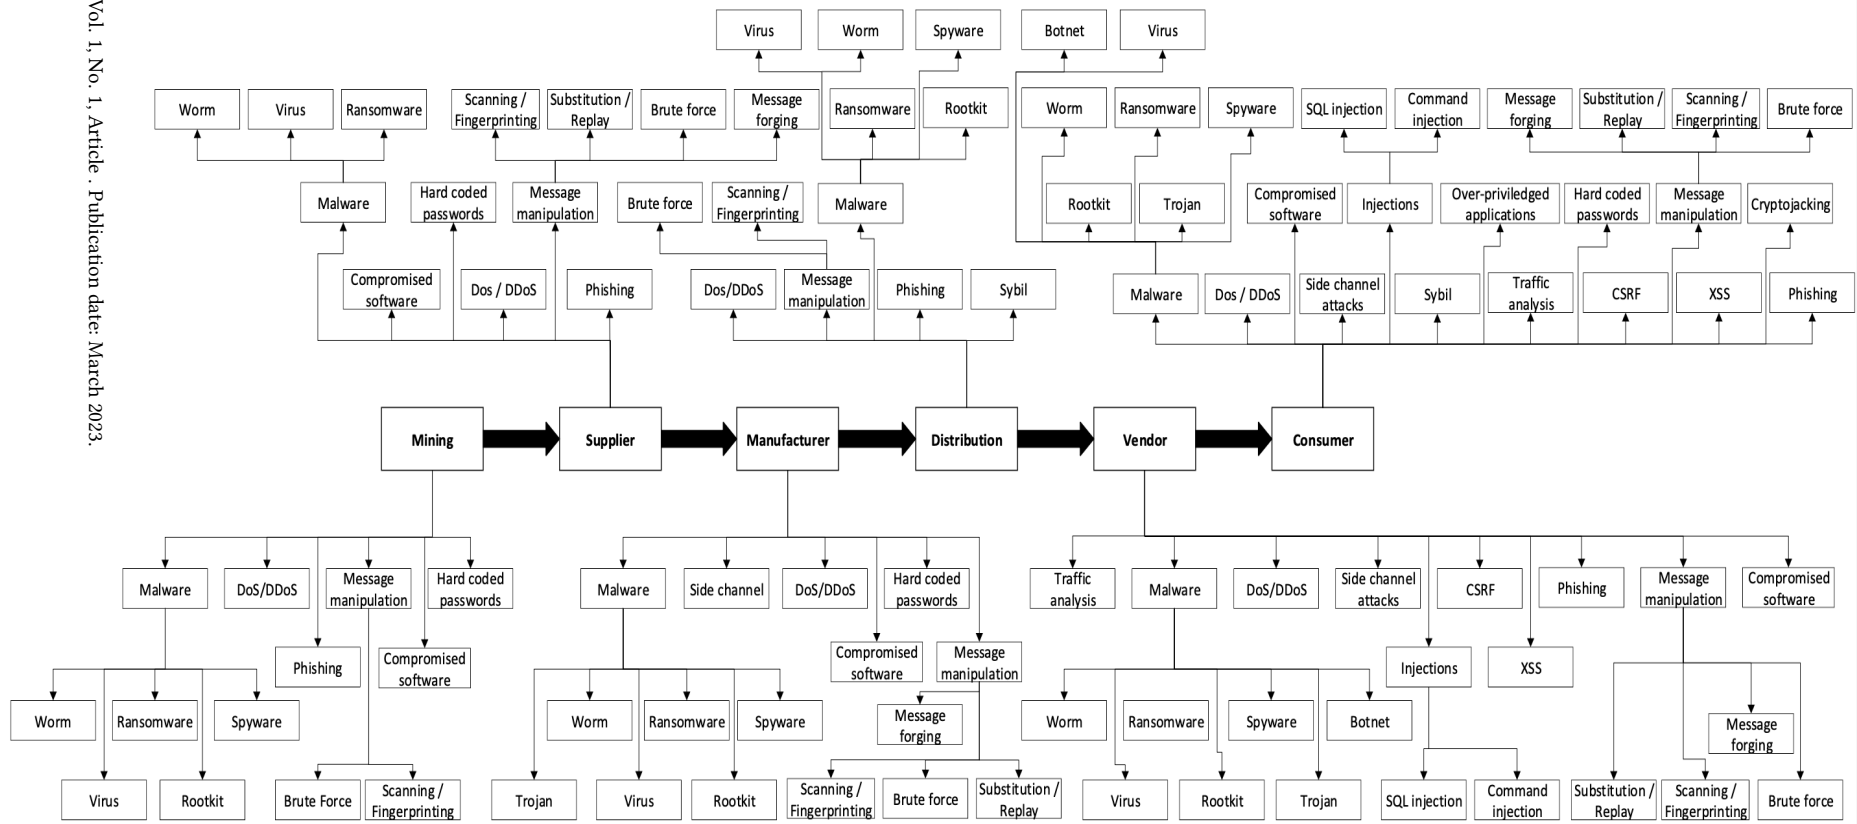 Vol. 1, No. 1, Article . Publication date: March 2023.
Virus
Worm
Spyware
Botnet
Virus
Worm
Virus
Ransomware
Scanning /
Fingerprinting
Substitution /
Replay
Brute force
Message
forging
Ransomware
Rootkit
Worm
Ransomware
Spyware
SQL injection
Command
injection
Message
forging
Substitution /
Replay
Scanning /
Fingerprinting
Brute force
Malware
Hard coded
passwords
Message
manipulation
Brute force
Scanning /
Fingerprinting
Malware
Rootkit
Trojan
Compromised
software
Injections
Over-priviledged
applications
Hard coded
passwords
Message
manipulation
Cryptojacking
Compromised
software
Dos / DDoS
Phishing
Dos/DDoS
Message
manipulation
Phishing
Sybil
Malware
Dos / DDoS
Side channel
attacks
Sybil
Traffic
analysis
CSRF
XSS
Phishing
Mining
Supplier
Manufacturer
Distribution
Vendor
Consumer
Malware
DoS/DDoS
Message
manipulation
Hard coded
passwords
Malware
Side channel
DoS/DDoS
Hard coded
passwords
Traffic
analysis
Malware
DoS/DDoS
Side channel
attacks
CSRF
Phishing
Message
manipulation
Compromised
software
Phishing
Compromised
software
Compromised
software
Message
manipulation
Injections
XSS
Worm
Ransomware
Spyware
Worm
Ransomware
Spyware
Message
forging
Worm
Ransomware
Spyware
Botnet
Message
forging
Virus
Rootkit
Brute Force
Scanning /
Fingerprinting
Trojan
Virus
Rootkit
Scanning /
Fingerprinting
Brute force
Substitution /
Replay
Virus
Rootkit
Trojan
SQL injection
Command
injection
Substitution /
Replay
Scanning /
Fingerprinting
Brute force